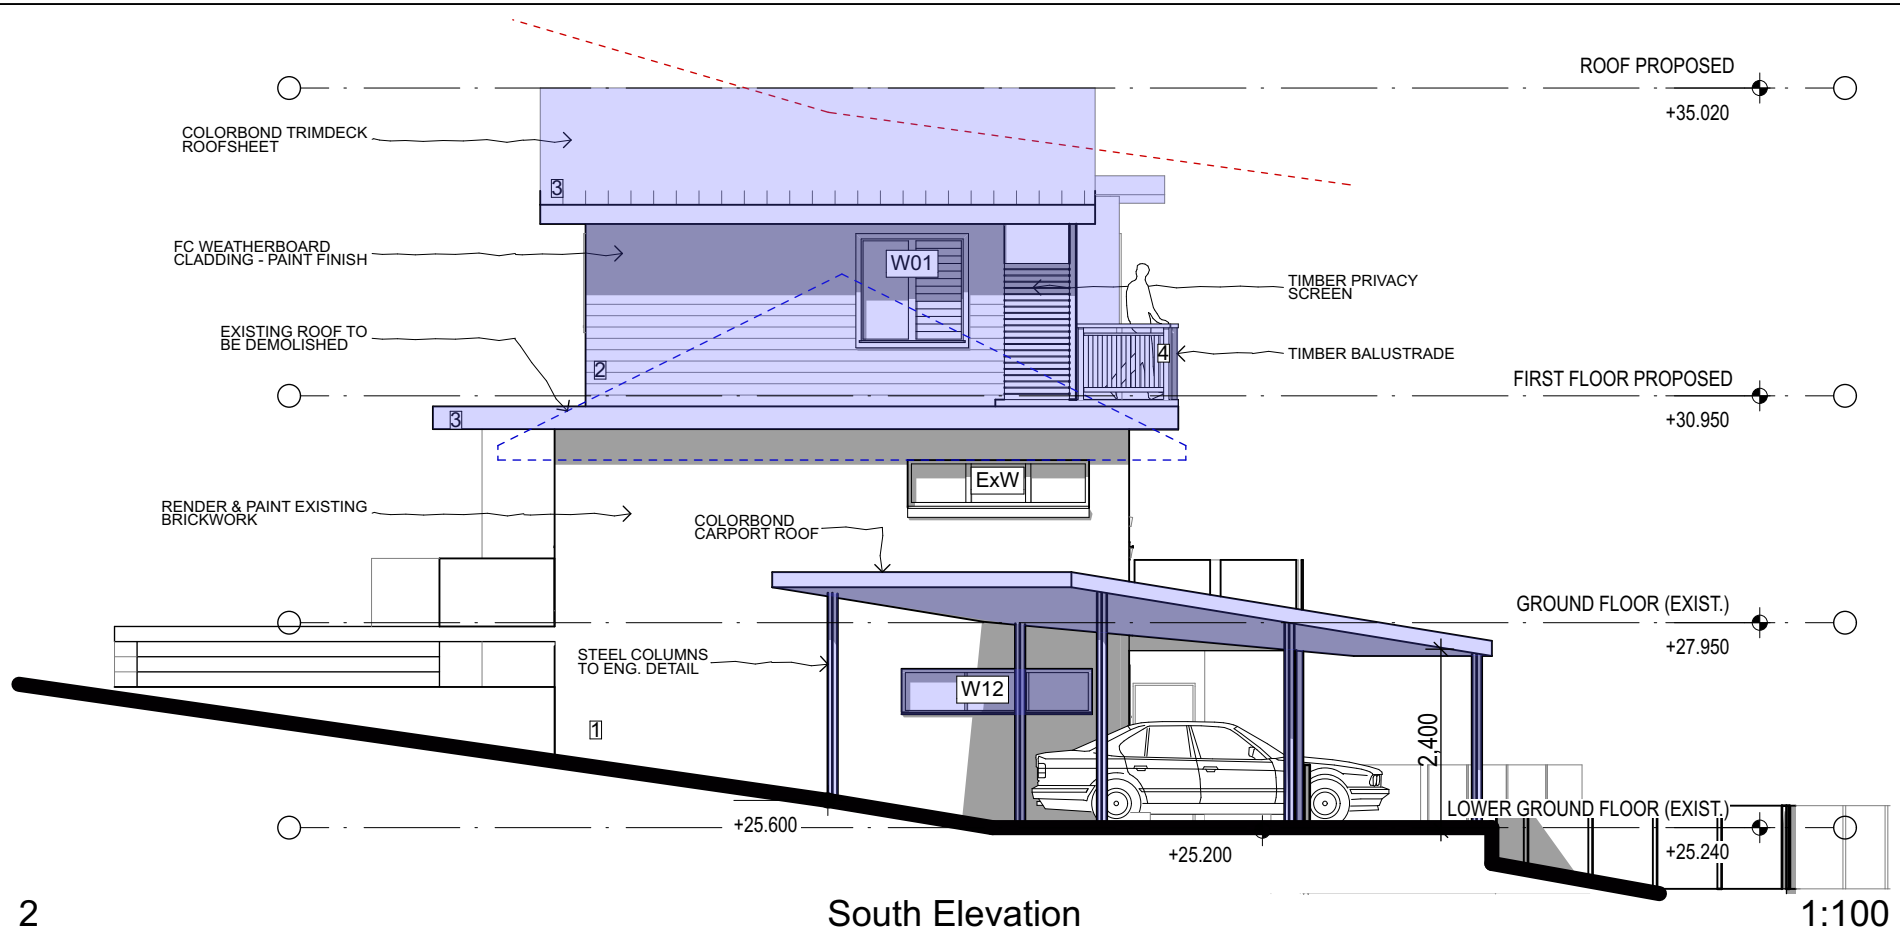 ROOF PROPOSED
+35.020
COLORBOND TRIMDECK
ROOFSHEET
3
FC WEATHERBOARD
CLADDING - PAINT FINISH
W01
TIMBER PRIVACY
SCREEN
EXISTING ROOF TO
BE DEMOLISHED
4
TIMBER BALUSTRADE
2
FIRST FLOOR PROPOSED
+30.950
3
ExW
RENDER & PAINT EXISTING
BRICKWORK
COLORBOND
CARPORT ROOF
GROUND FLOOR (EXIST.)
+27.950
STEEL COLUMNS
TO ENG. DETAIL
W12
1
2,400
LOWER GROUND FLOOR (EXIST.)
+25.600
+25.200
+25.240
2
South Elevation
1:100